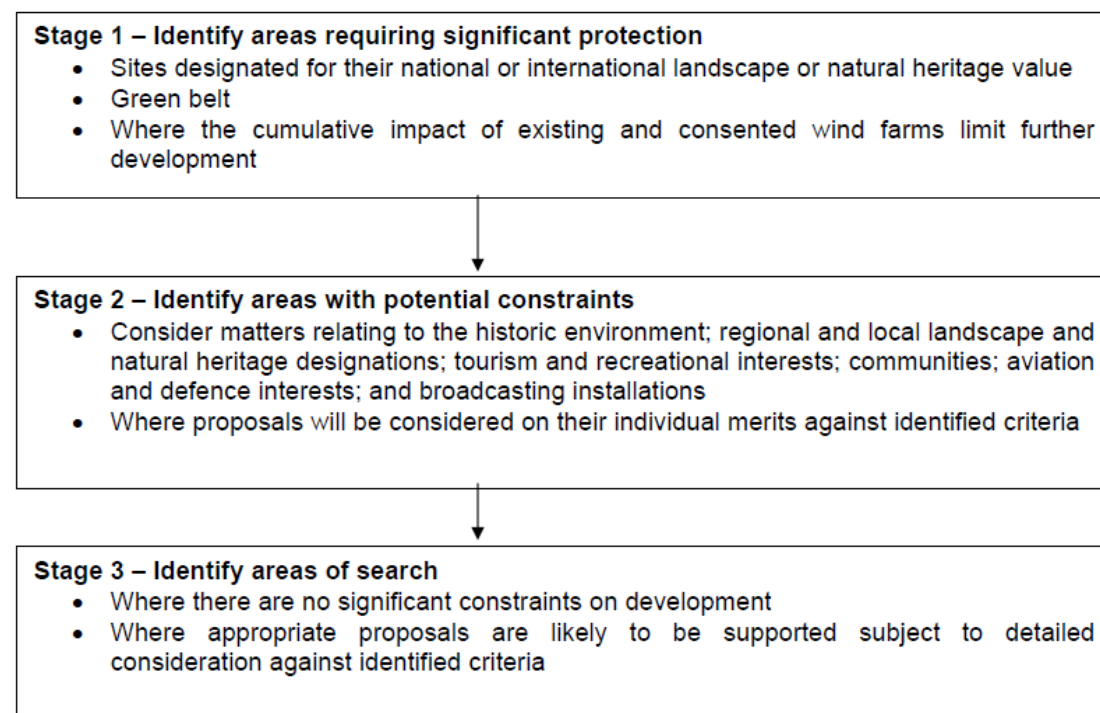 Stage 1 – Identify areas requiring significant protection
• Sites designated for their national or international landscape or natural heritage value
• Green belt
• Where the cumulative impact of existing and consented wind farms limit further
development
Stage 2 – Identify areas with potential constraints
• Consider matters relating to the historic environment; regional and local landscape and
natural heritage designations; tourism and recreational interests; communities; aviation
and defence interests; and broadcasting installations
• Where proposals will be considered on their individual merits against identified criteria
Stage 3 – Identify areas of search
• Where there are no significant constraints on development
• Where appropriate proposals are likely to be supported subject to detailed
consideration against identified criteria